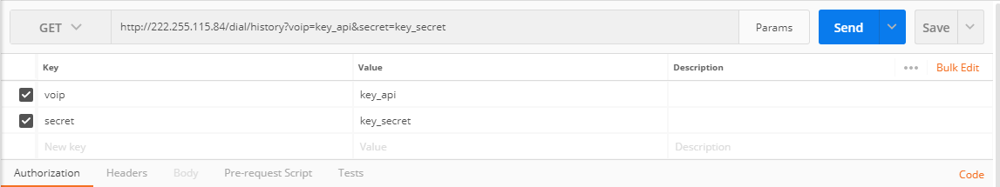 GET http://222.255.115.84/dial/history?voip=key_api&secret=key_secret Params Send Save
Key Value Description ••• Bulk Edit
voip key_api
secret key_secret
New key Value Description
Authorization Headers Body Pre-request Script Tests Code